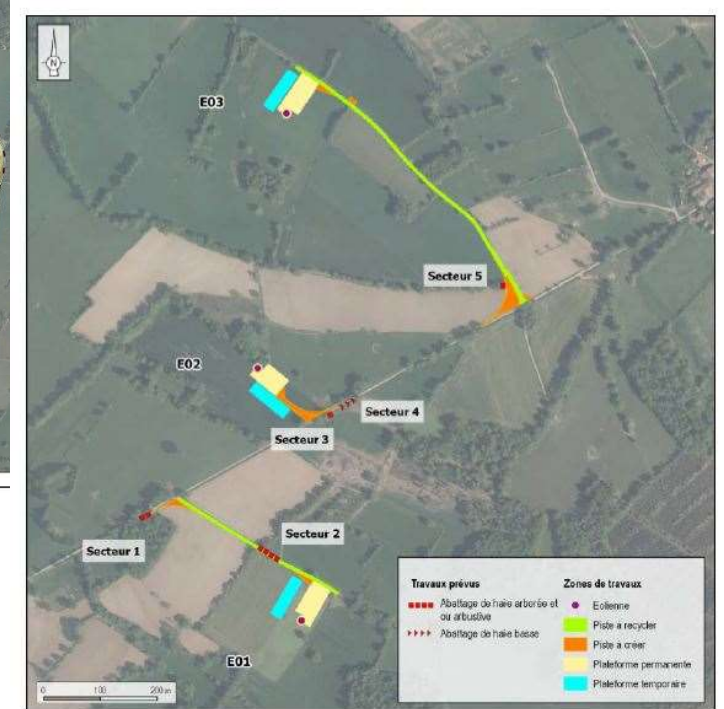 N
E03
Secteur 5
E02
Secteur 4
Secteur 3
Secteur 1
Secteur 2
E01
Travaux prévus
Abattage de haie arborée et
ou arbustive
Abattage de haie basse
Zones de travaux
Eolienne
Piste à recycler
Piste à créer
Plateforme permanente
Plateforme temporaire
0 100 200 m